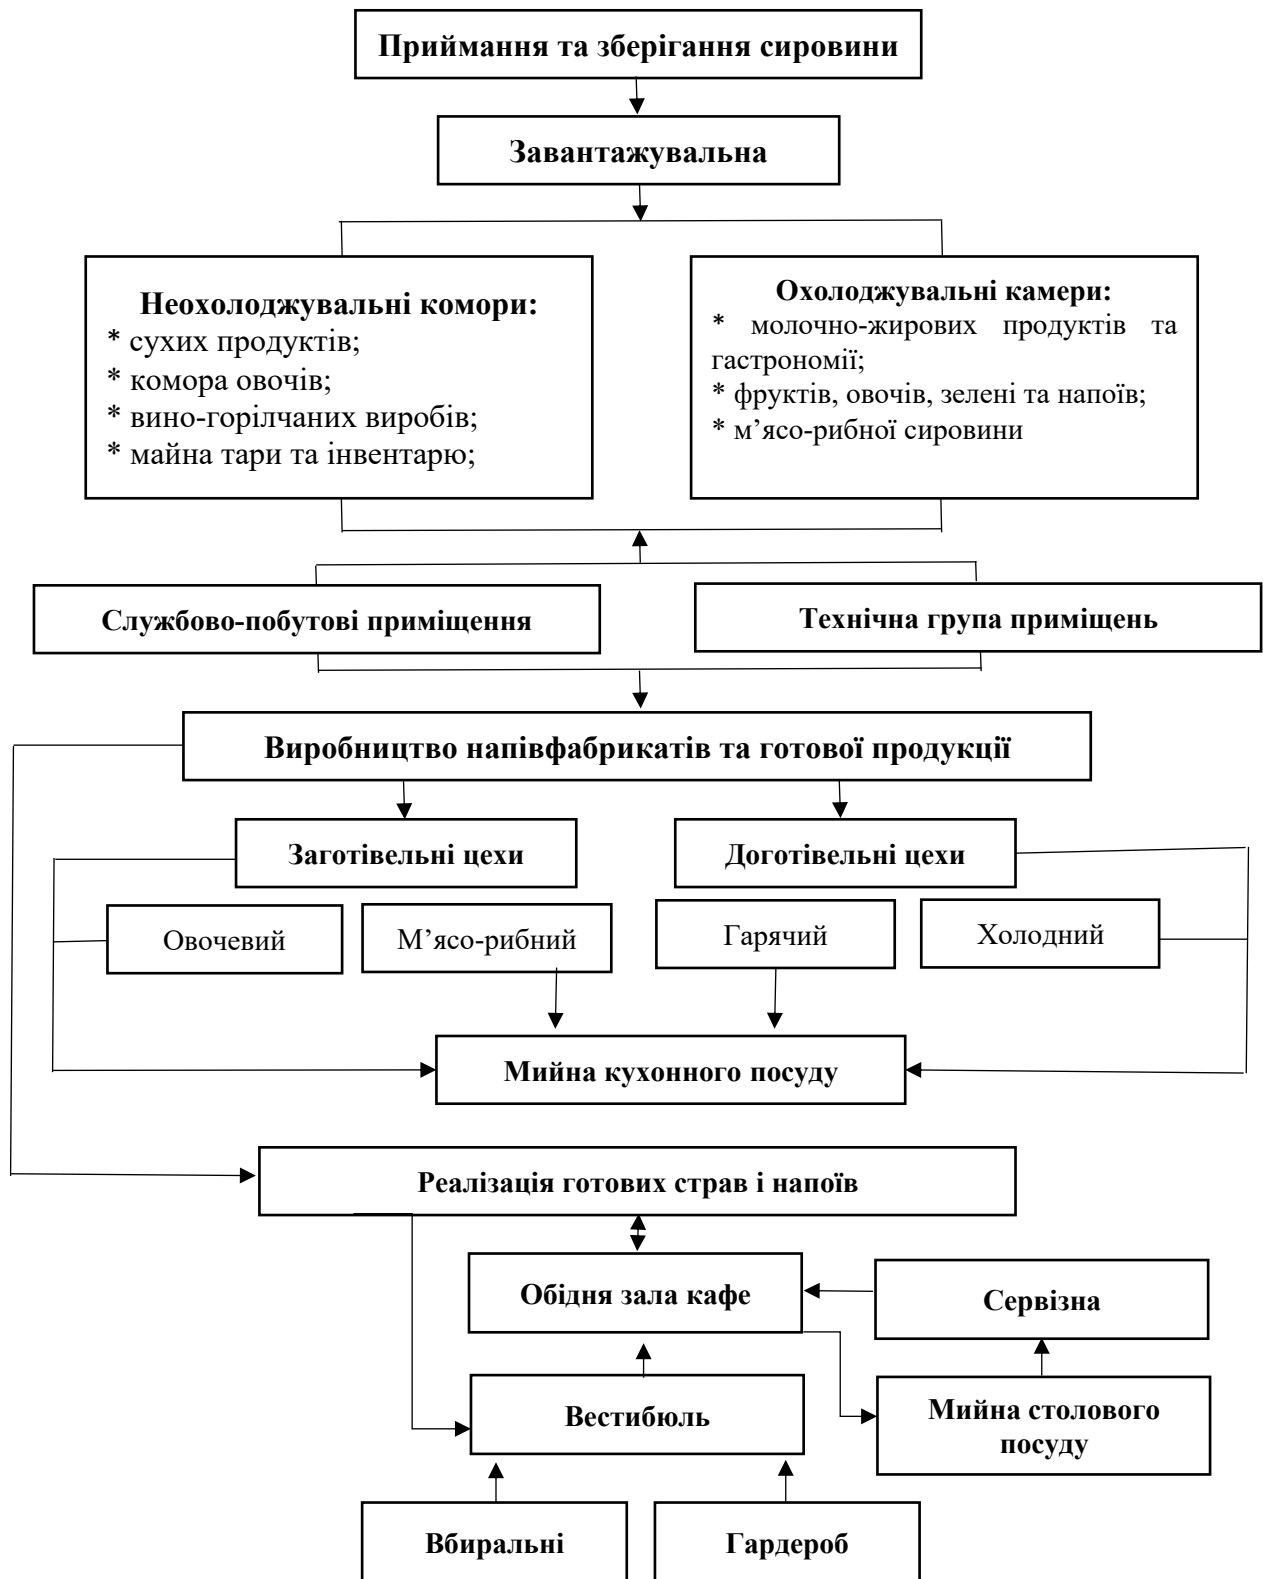 Приймання та зберігання сировини
Завантажувальна
Неохолоджувальні комори:
* сухих продуктів;
* комора овочів;
* вино-горілчаних виробів;
* майна тари та інвентарю;
Охолоджувальні камери:
* молочно-жирових продуктів та
гастрономії;
* фруктів, овочів, зелені та напоїв;
* м’ясо-рибної сировини
Службово-побутові приміщення
Технічна група приміщень
Виробництво напівфабрикатів та готової продукції
Заготівельні цехи
Доготівельні цехи
Овочевий
М’ясо-рибний
Гарячий
Холодний
Мийна кухонного посуду
Реалізація готових страв і напоїв
Обідня зала кафе
Сервізна
Вестибюль
Мийна столового
посуду
Вбиральні
Гардероб